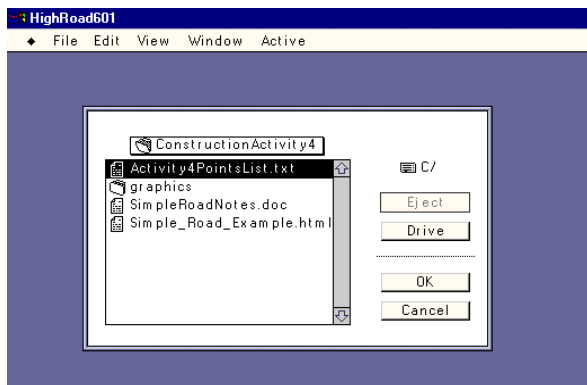 HighRoad601
File Edit View Window Active
ConstructionActivity4
Activity4PointsList.txt
graphics
SimpleRoadNotes.doc
Simple_Road_Example.html
C/
Eject
Drive
OK
Cancel